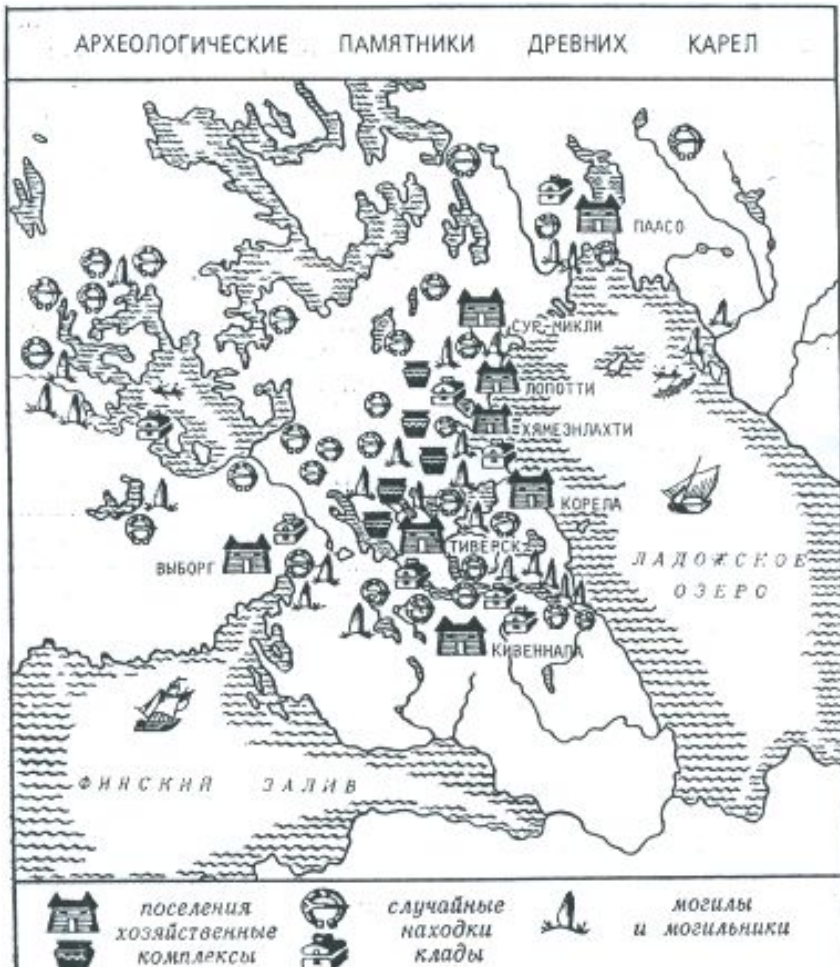 АРХЕОЛОГИЧЕСКИЕ ПАМЯТНИКИ ДРЕВНИХ КАРЕЛ
ПААСО
СУР-МИКЛИ
ЛОПОТТИ
ХЯМЕЭНЛАХТИ
КОРЕЛА
ТИВЕРСК
ВЫБОРГ
ЛАДОЖСКОЕ
ОЗЕРО
КИВЕННАПА
ФИНСКИЙ ЗАЛИВ
поселения
хозяйственные
комплексы
случайные
находки
клады
могилы
и могильники